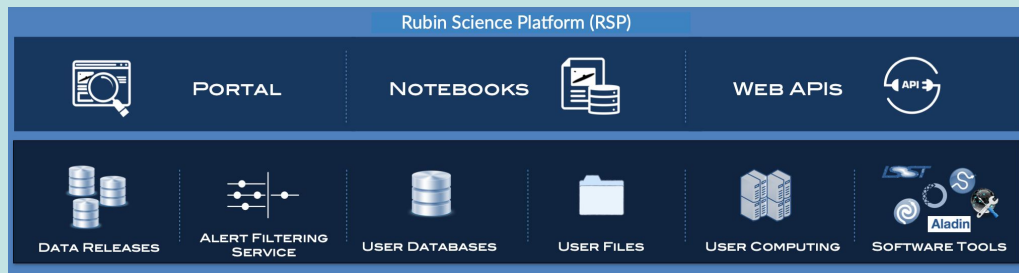 Rubin Science Platform (RSP)
PORTAL
NOTEBOOKS
WEB APIS
API
DATA RELEASES
ALERT FILTERING
SERVICE
USER DATABASES
USER FILES
USER COMPUTING
LSST
Aladin
SOFTWARE TOOLS